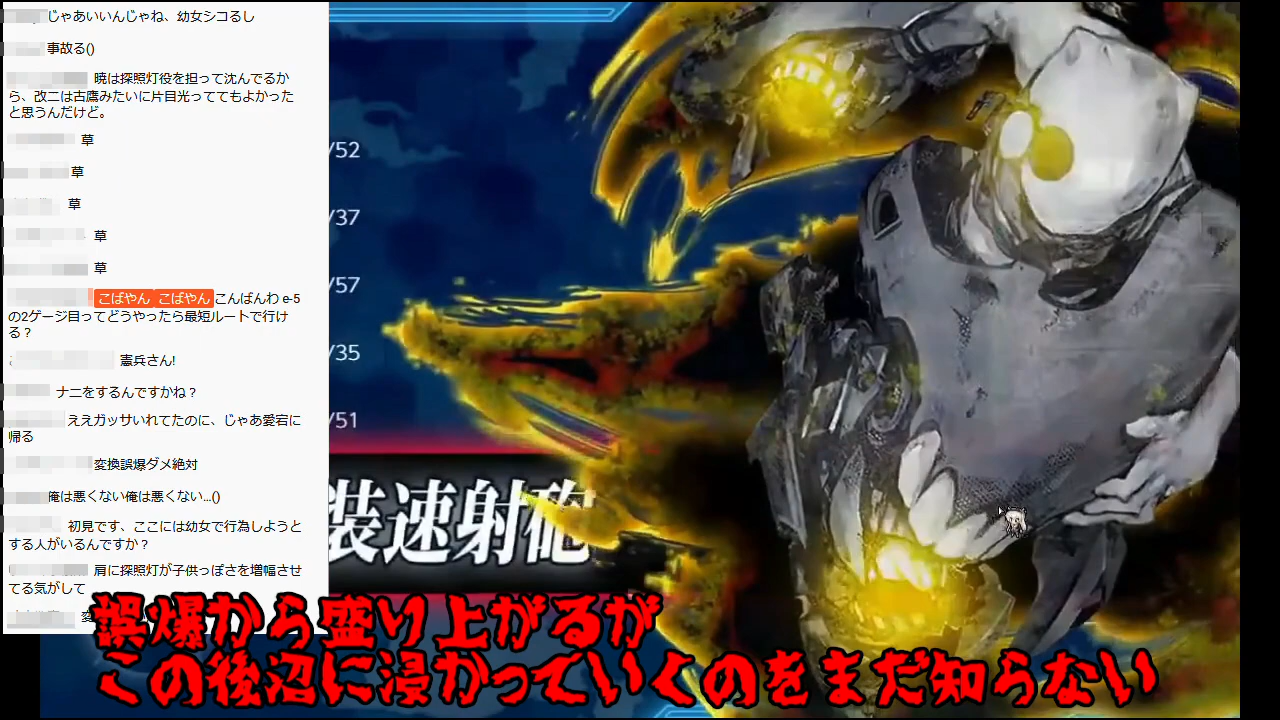 じゃあいいんじゃね、幼女シコるし
事故る()
暁は探照灯役を担って沈んでるか
ら、改二は古鷹みたいに片目光っててもよかった
と思うんだけど。
草
草
草
草
草
こばやん こばやん こんばんわ e-5
の2ゲージ目ってどうやったら最短ルートで行け
る？
憲兵さん!
ナニをするんですかね？
ええガッサいれてたのに、じゃあ愛宕に
帰る
変換誤爆ダメ絶対
俺は悪くない俺は悪くない...()
初見です、ここには幼女で行為しようと
する人がいるんですか？
肩に探照灯が子供っぽさを増幅させ
てる気がして
/52
/37
/57
/35
/51
装速射砲
誤爆から盛り上がるが
この後沼に浸かっていくのをまだ知らない